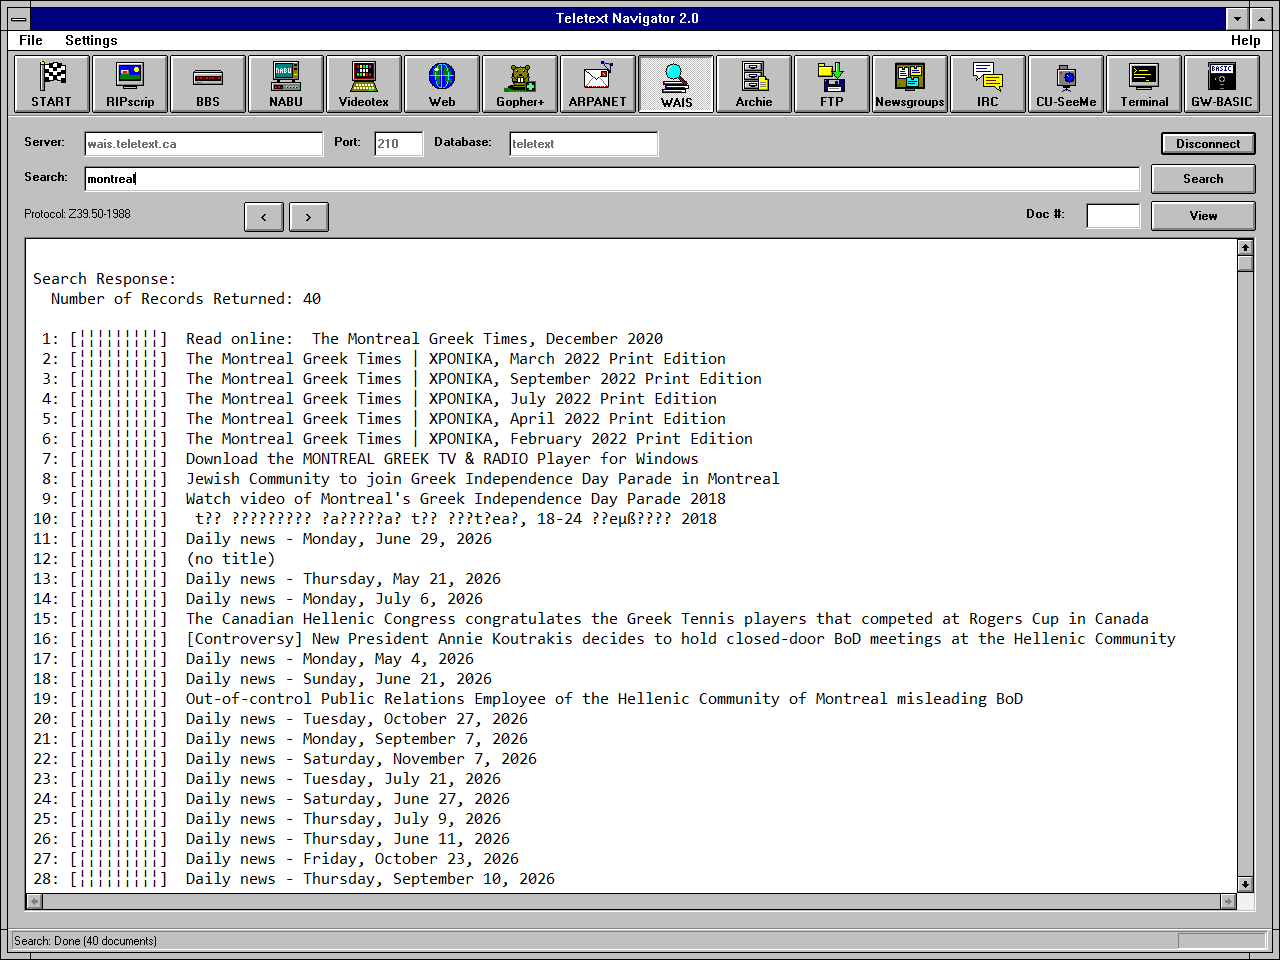 Teletext Navigator 2.0
File Settings Help
START RIPscrip BBS NABU Videotex Web Gopher+ ARPANET WAIS Archie FTP Newsgroups IRC CU-SeeMe Terminal GW-BASIC
Server: wais.teletext.ca Port: 210 Database: teletext Disconnect
Search: montreal Search
Protocol: Z39.50-1988 < > Doc #: View
Search Response:
Number of Records Returned: 40
1: [¦¦¦¦¦¦¦¦¦] Read online:  The Montreal Greek Times, December 2020
2: [¦¦¦¦¦¦¦¦¦] The Montreal Greek Times | XPONIKA, March 2022 Print Edition
3: [¦¦¦¦¦¦¦¦¦] The Montreal Greek Times | XPONIKA, September 2022 Print Edition
4: [¦¦¦¦¦¦¦¦¦] The Montreal Greek Times | XPONIKA, July 2022 Print Edition
5: [¦¦¦¦¦¦¦¦¦] The Montreal Greek Times | XPONIKA, April 2022 Print Edition
6: [¦¦¦¦¦¦¦¦¦] The Montreal Greek Times | XPONIKA, February 2022 Print Edition
7: [¦¦¦¦¦¦¦¦¦] Download the MONTREAL GREEK TV & RADIO Player for Windows
8: [¦¦¦¦¦¦¦¦¦] Jewish Community to join Greek Independence Day Parade in Montreal
9: [¦¦¦¦¦¦¦¦¦] Watch video of Montreal's Greek Independence Day Parade 2018
10: [¦¦¦¦¦¦¦¦¦] t?? ????????? ?a?????a? t?? ???t?ea?, 18-24 ??eµß???? 2018
11: [¦¦¦¦¦¦¦¦¦] Daily news - Monday, June 29, 2026
12: [¦¦¦¦¦¦¦¦¦] (no title)
13: [¦¦¦¦¦¦¦¦¦] Daily news - Thursday, May 21, 2026
14: [¦¦¦¦¦¦¦¦¦] Daily news - Monday, July 6, 2026
15: [¦¦¦¦¦¦¦¦¦] The Canadian Hellenic Congress congratulates the Greek Tennis players that competed at Rogers Cup in Canada
16: [¦¦¦¦¦¦¦¦¦] [Controversy] New President Annie Koutrakis decides to hold closed-door BoD meetings at the Hellenic Community
17: [¦¦¦¦¦¦¦¦¦] Daily news - Monday, May 4, 2026
18: [¦¦¦¦¦¦¦¦¦] Daily news - Sunday, June 21, 2026
19: [¦¦¦¦¦¦¦¦¦] Out-of-control Public Relations Employee of the Hellenic Community of Montreal misleading BoD
20: [¦¦¦¦¦¦¦¦¦] Daily news - Tuesday, October 27, 2026
21: [¦¦¦¦¦¦¦¦¦] Daily news - Monday, September 7, 2026
22: [¦¦¦¦¦¦¦¦¦] Daily news - Saturday, November 7, 2026
23: [¦¦¦¦¦¦¦¦¦] Daily news - Tuesday, July 21, 2026
24: [¦¦¦¦¦¦¦¦¦] Daily news - Saturday, June 27, 2026
25: [¦¦¦¦¦¦¦¦¦] Daily news - Thursday, July 9, 2026
26: [¦¦¦¦¦¦¦¦¦] Daily news - Thursday, June 11, 2026
27: [¦¦¦¦¦¦¦¦¦] Daily news - Friday, October 23, 2026
28: [¦¦¦¦¦¦¦¦¦] Daily news - Thursday, September 10, 2026
Search: Done (40 documents)